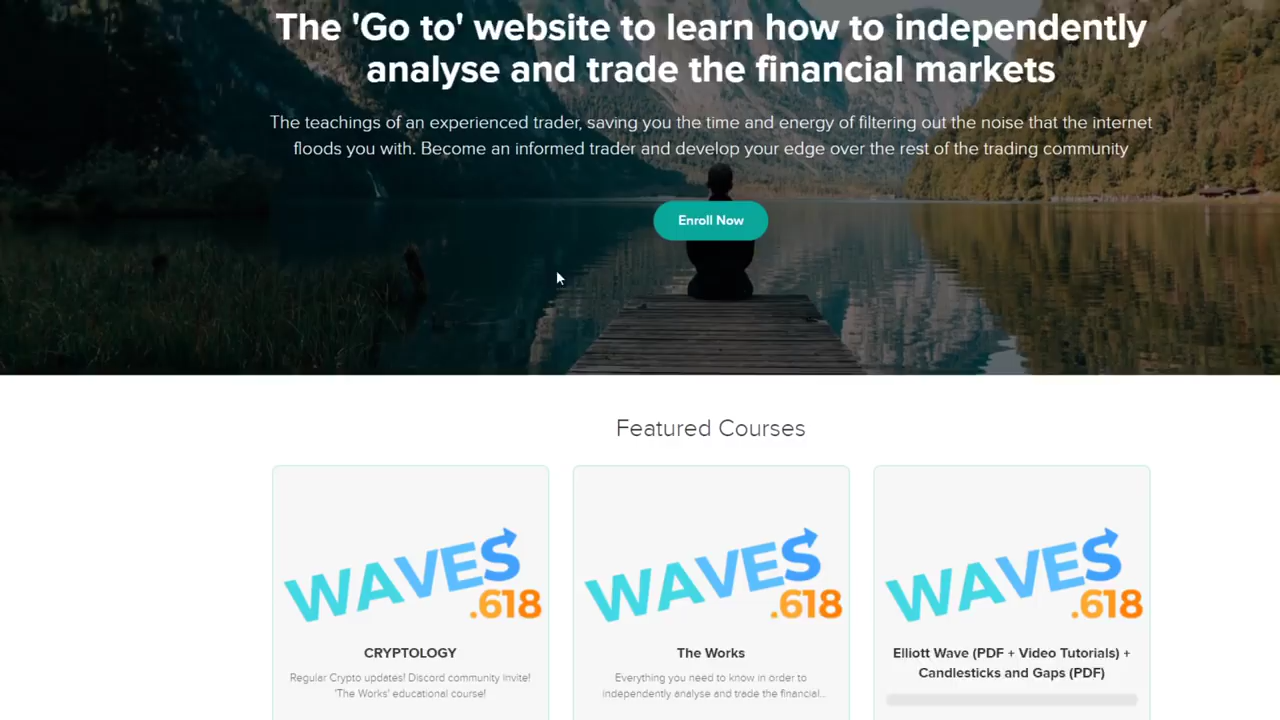 The 'Go to' website to learn how to independently
analyse and trade the financial markets
The teachings of an experienced trader, saving you the time and energy of filtering out the noise that the internet
floods you with. Become an informed trader and develop your edge over the rest of the trading community
Enroll Now
Featured Courses
WAVES
.618
CRYPTOLOGY
Regular Crypto updates! Discord community invite!
'The Works' educational course!
WAVES
.618
The Works
Everything you need to know in order to
independently analyse and trade the financial...
WAVES
.618
Elliott Wave (PDF + Video Tutorials) +
Candlesticks and Gaps (PDF)